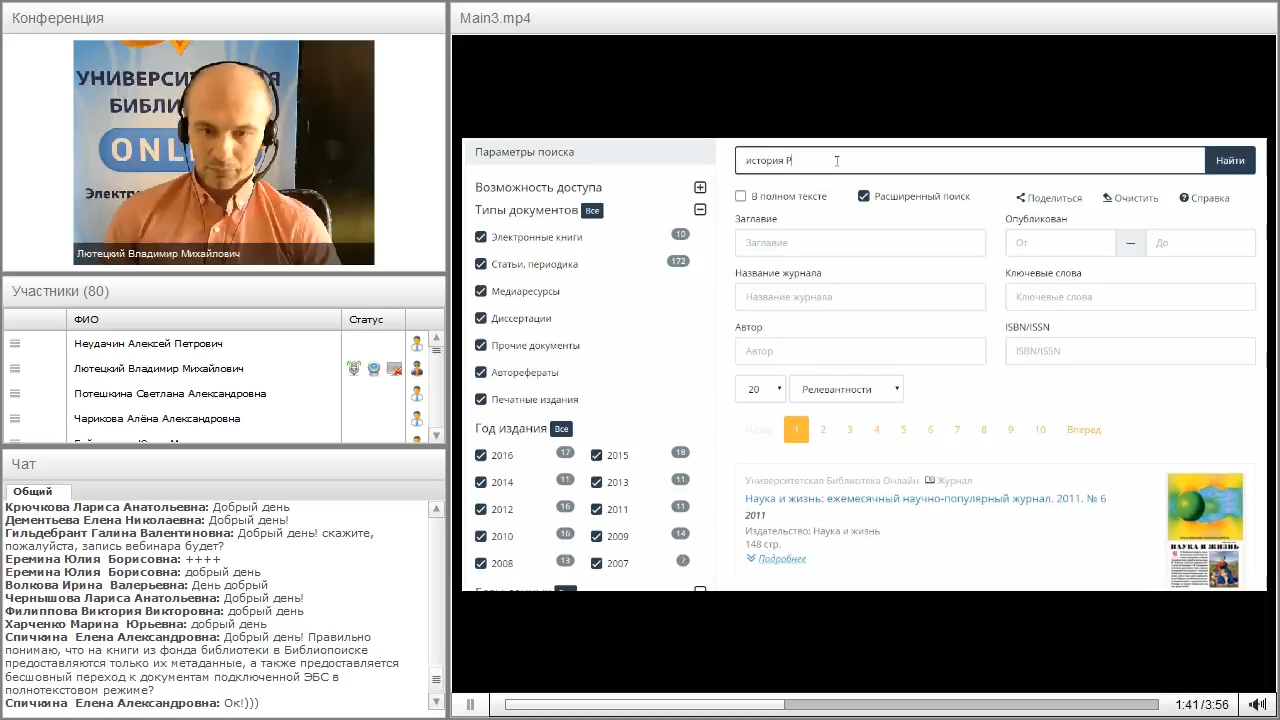 Конференция
УНИВЕРСИ
БИБЛИ
ONL
Элект
Лютецкий Владимир Михайлович
Участники (80)
ФИО
Статус
Неудачин Алексей Петрович
Лютецкий Владимир Михайлович
Потешкина Светлана Александровна
Чарикова Алёна Александровна
Чат
Общий
Крючкова Лариса Анатольевна: Добрый день
Дементьева Елена Николаевна: Добрый день!
Гильдебрант Галина Валентиновна: Добрый день! скажите,
пожалуйста, запись вебинара будет?
Еремина Юлия Борисовна: ++++
Еремина Юлия Борисовна: добрый день
Волкова Ирина Валерьевна: День добрый
Чернышова Лариса Анатольевна: Добрый день!
Филиппова Виктория Викторовна: добрый день
Харченко Марина Юрьевна: добрый день
Спичкина Елена Александровна: Добрый день! Правильно
понимаю, что на книги из фонда библиотеки в Библиопоиске
предоставляются только их метаданные, а также предоставляется
бесшовный переход к документам подключенной ЭБС в
полнотекстовом режиме?
Спичкина Елена Александровна: Ок!)))
Main3.mp4
Параметры поиска
Возможность доступа
Типы документов Все
Электронные книги 10
Статьи, периодика 172
Медиаресурсы
Диссертации
Прочие документы
Авторефераты
Печатные издания
Год издания Все
2016 17 2015 18
2014 11 2013 11
2012 16 2011 11
2010 16 2009 14
2008 13 2007 7
история Р
Найти
В полном тексте
Расширенный поиск
Поделиться
Очистить
Справка
Заглавие
Опубликован
Заглавие
От — До
Название журнала
Ключевые слова
Название журнала
Ключевые слова
Автор
ISBN/ISSN
Автор
ISBN/ISSN
20
Релевантности
Назад 1 2 3 4 5 6 7 8 9 10 Вперед
Университетская Библиотека Онлайн Журнал
Наука и жизнь: ежемесячный научно-популярный журнал. 2011. № 6
2011
Издательство: Наука и жизнь
148 стр.
Подробнее
НАУКА И ЖИЗНЬ
1:41/3:56